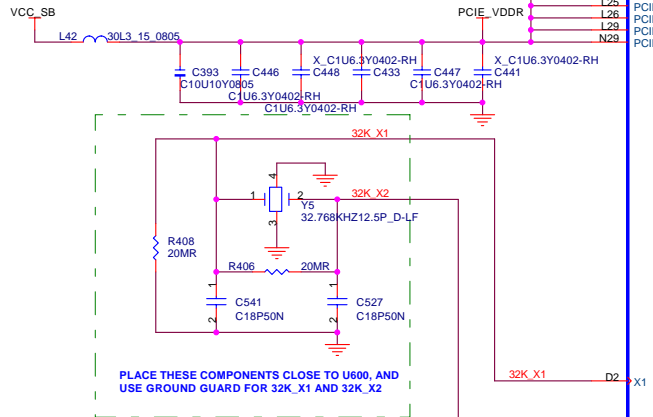 VCC_SB
PCIE_VDDR
L25
PCI
L26
PCI
L29
PCI
N29
PCI
L42
30L3_15_0805
X_C1U6.3Y0402-RH
X_C1U6.3Y0402-RH
C393
C446
C448
C433
C447
C441
C10U10Y0805
C1U6.3Y0402-RH
C1U6.3Y0402-RH
C1U6.3Y0402-RH
32K_X1
4
1
2
32K_X2
Y5
32.768KHZ12.5P_D-LF
3
R408
20MR
R406
20MR
1
C541
2
C18P50N
1
C527
2
C18P50N
PLACE THESE COMPONENTS CLOSE TO U600, AND
USE GROUND GUARD FOR 32K_X1 AND 32K_X2
32K_X1
D2
X1